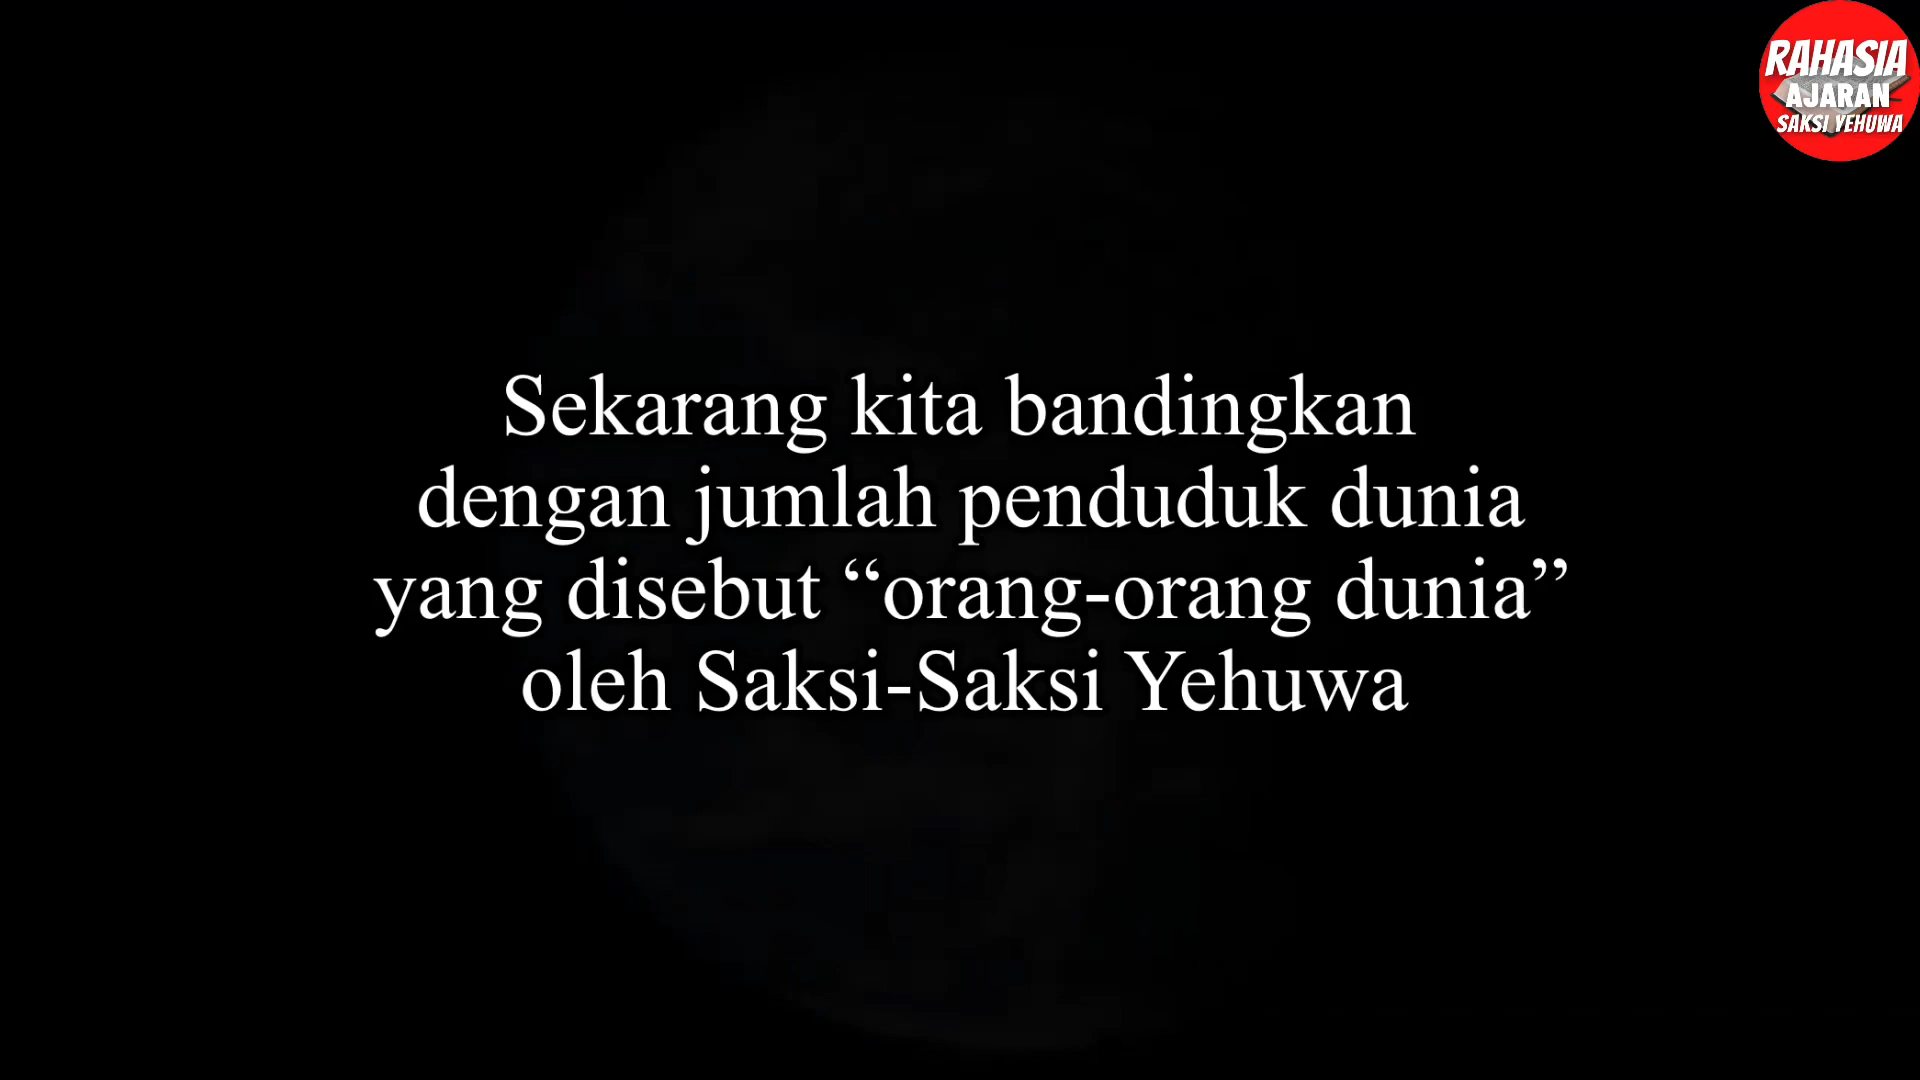 RAHASIA
AJARAN
SAKSI YEHUWA
Sekarang kita bandingkan
dengan jumlah penduduk dunia
yang disebut “orang-orang dunia”
oleh Saksi-Saksi Yehuwa